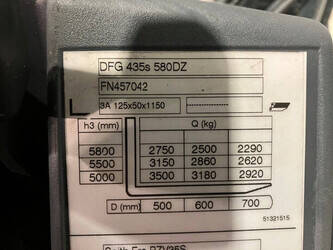 DFG 435s 580DZ
FN457042
3A 125x50x1150 --------------
h3 (mm) Q (kg)
5800 2750 2500 2290
5500 3150 2860 2620
5000 3500 3180 2920
D (mm) 500 600 700
51321515